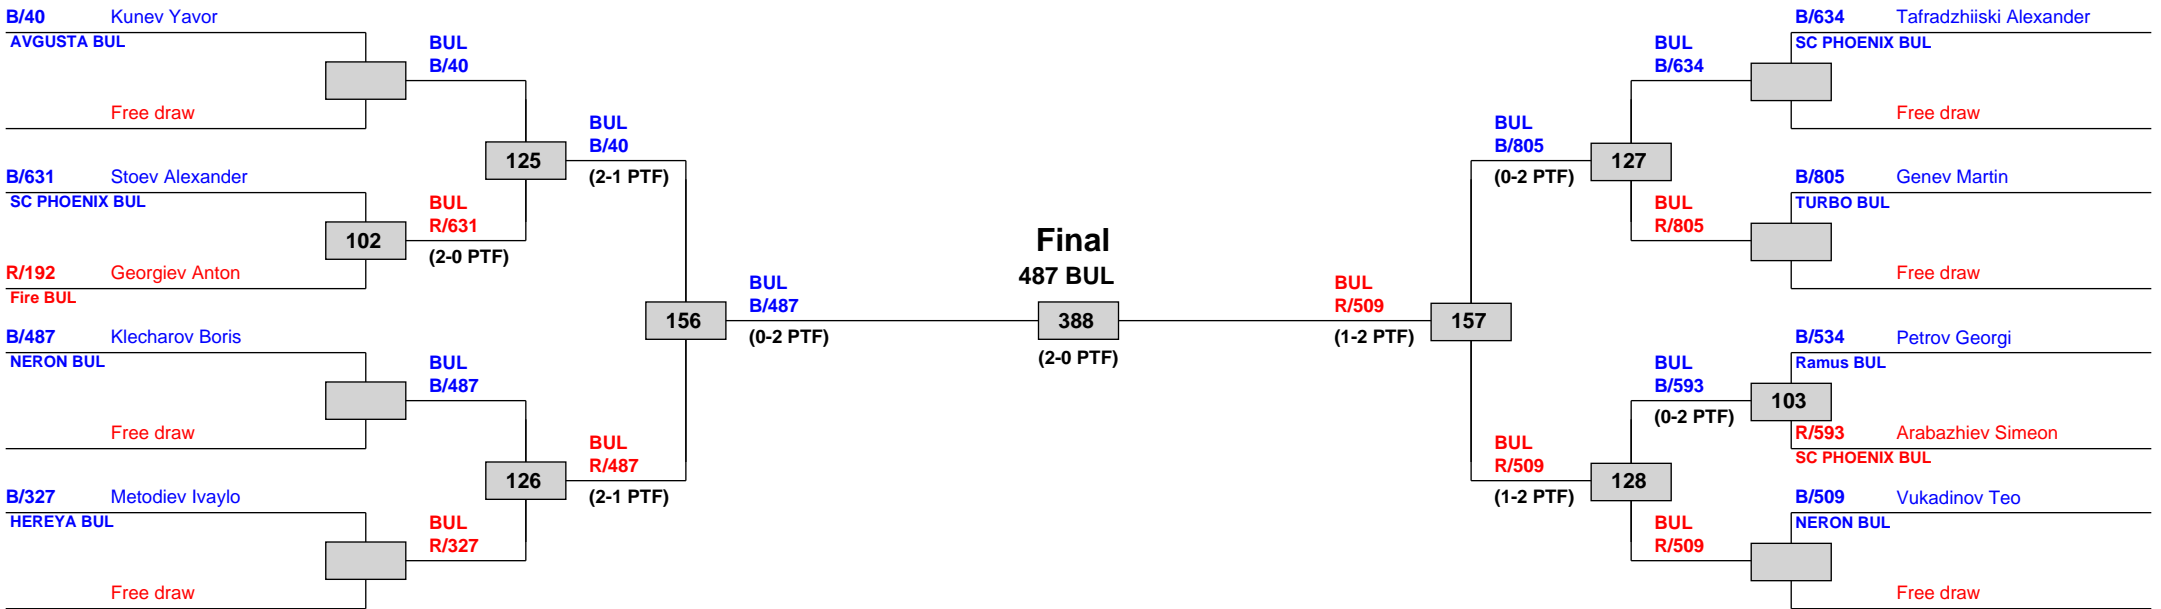 B/40 Kunev Yavor
AVGUSTA BUL
BUL
B/40
Free draw
125
BUL
B/40
(2-1 PTF)
B/631 Stoev Alexander
SC PHOENIX BUL
102
BUL
R/631
(2-0 PTF)
R/192 Georgiev Anton
Fire BUL
156
BUL
B/487
(0-2 PTF)
B/487 Klecharov Boris
NERON BUL
BUL
B/487
Free draw
126
BUL
R/487
(2-1 PTF)
B/327 Metodiev Ivaylo
HEREYA BUL
BUL
R/327
Free draw
Final
487 BUL
388
(2-0 PTF)
BUL
R/509
(1-2 PTF)
157
BUL
B/805
(0-2 PTF)
127
BUL
B/634
B/634 Tafradzhiiski Alexander
SC PHOENIX BUL
Free draw
BUL
R/805
B/805 Genev Martin
TURBO BUL
Free draw
BUL
R/509
(1-2 PTF)
128
BUL
B/593
(0-2 PTF)
103
B/534 Petrov Georgi
Ramus BUL
R/593 Arabazhiev Simeon
SC PHOENIX BUL
BUL
R/509
B/509 Vukadinov Teo
NERON BUL
Free draw